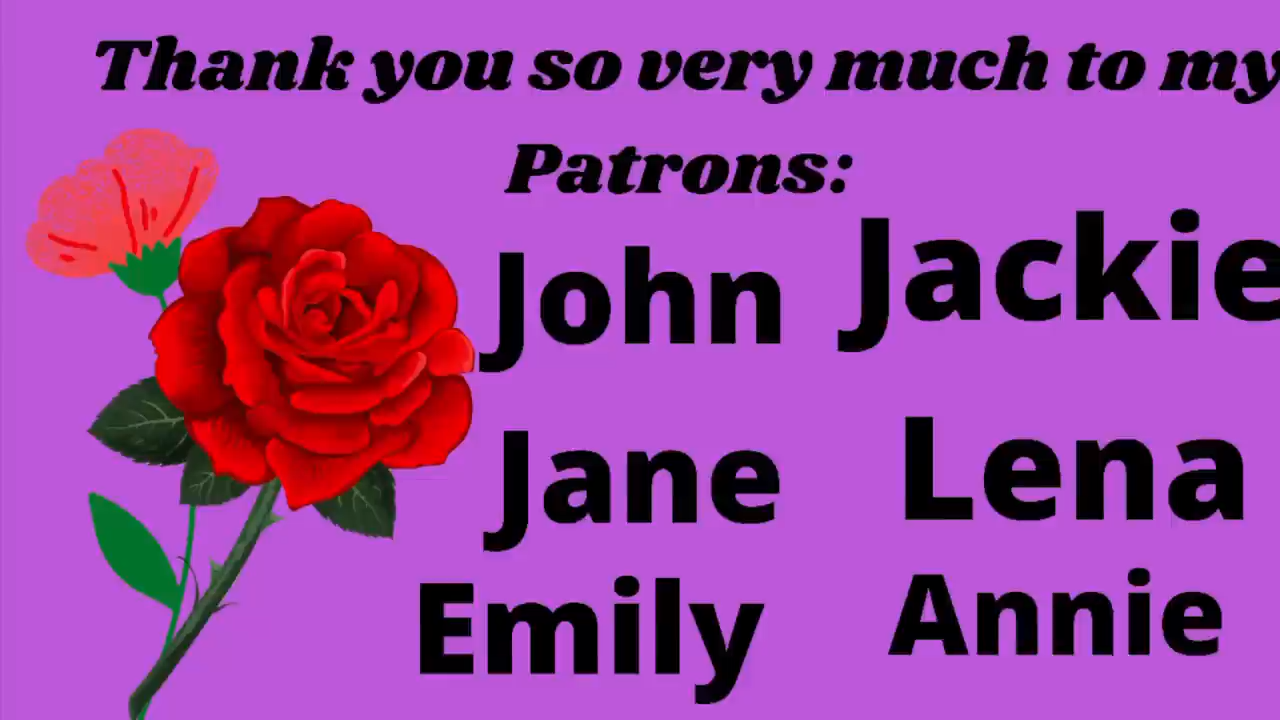 Thank you so very much to my
Patrons:
John Jackie
Jane Lena
Emily Annie